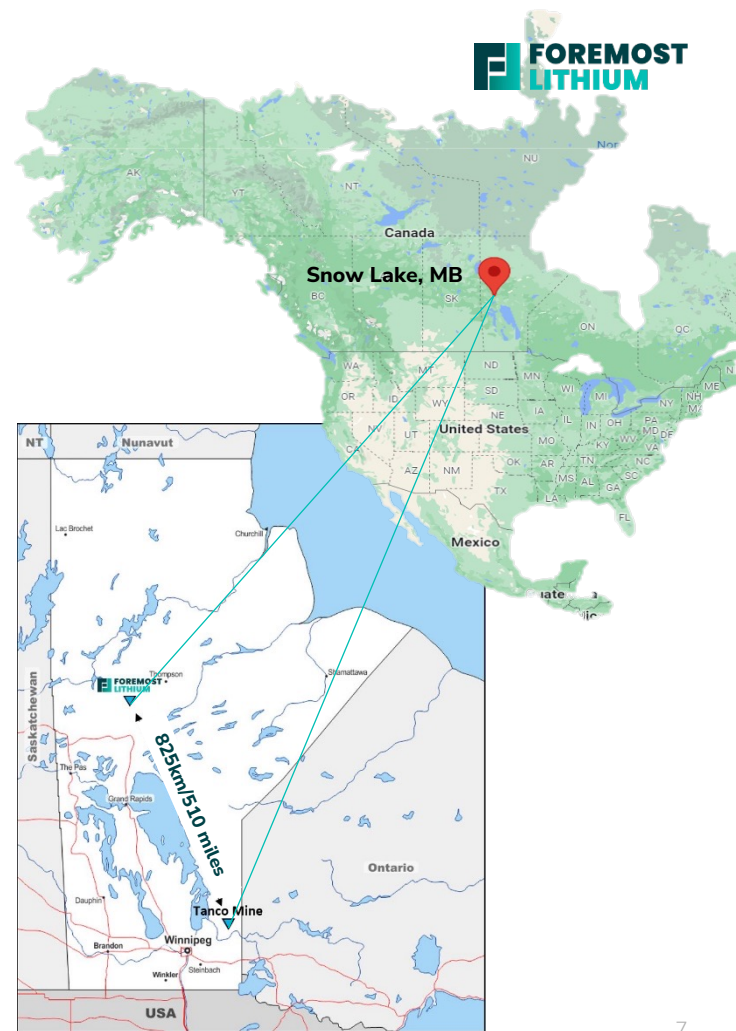 FOREMOST
LITHIUM
Nor
NU
AK
YT
NT
Canada
Snow Lake, MB
BC
SK
ON
QC
WA
MT
ND
MN
OR
ID
WY
SD
WI
MI
NY
ME
N
NH
MA
NV
UT
NE
IA
IL
IN
OH
PA
MD
DE
United States
CA
MO
KY
WV
VA
AZ
NM
OK
AR
TN
NC
SC
MS
AL
GA
TX
LA
FL
Mexico
uate
a
ic
NT
Nunavut
Lac Brochet
Churchill
Thompson
Shamattawa
FOREMOST
LITHIUM
Saskatchewan
825km/510 miles
The Pas
Grand Rapids
Ontario
Dauphin
Tanco Mine
Winnipeg
Brandon
Steinbach
Winkler
USA
7